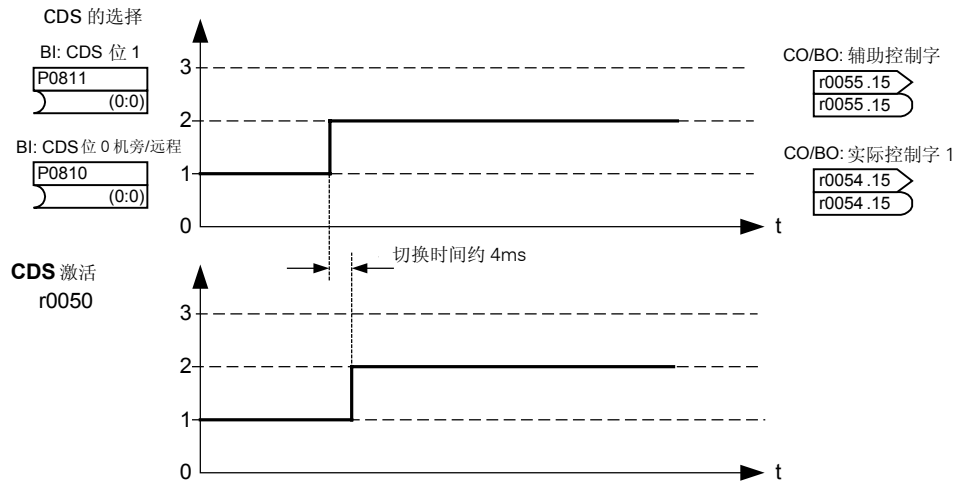 CDS 的选择
BI: CDS 位 1
P0811
(0:0)
BI: CDS位 0 机旁/远程
P0810
(0:0)
3
2
1
0
t
CO/BO: 辅助控制字
r0055.15
r0055.15
CO/BO: 实际控制字 1
r0054.15
r0054.15
切换时间约 4ms
CDS 激活
r0050
3
2
1
0
t